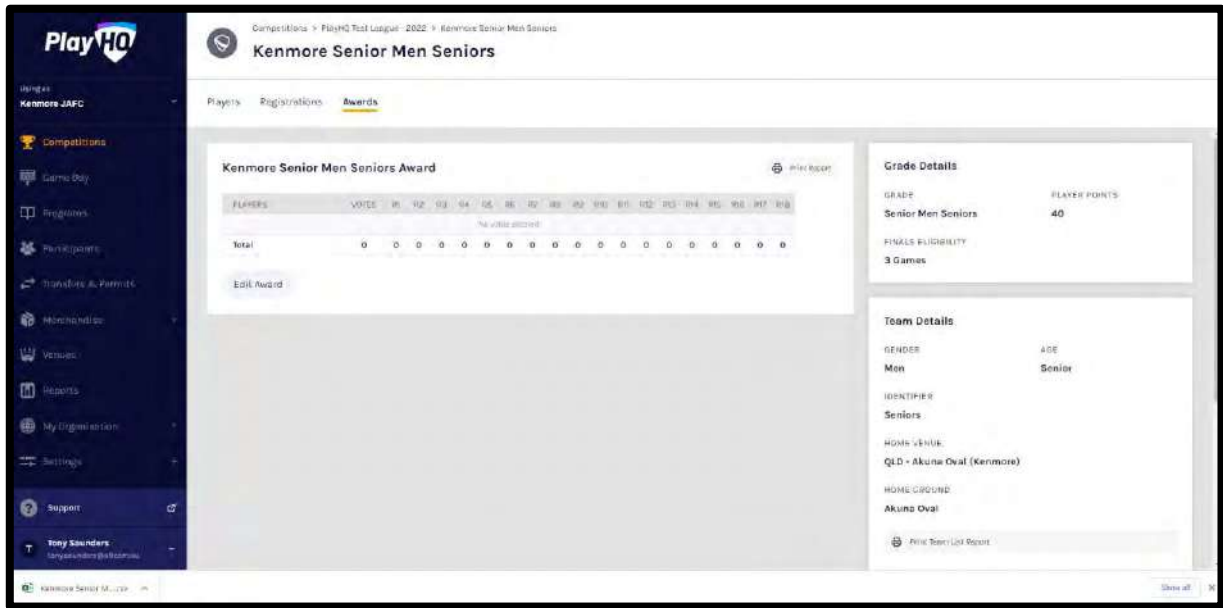 PlayHQ
Using as
Kenmore JAFC
Competitions
Game Day
Programs
Participants
Transfers & Permits
Merchandise
Venues
Reports
My Organisation
Settings
Support
Tony Saunders
Competitions > PlayHQ Test League - 2022 > Kenmore Senior Men Seniors
Kenmore Senior Men Seniors
Players Registrations Awards
Kenmore Senior Men Seniors Award
Print Report
PLAYERS VOTES R1 R2 R3 R4 R5 R6 R7 R8 R9 R10 R11 R12 R13 R14 R15 R16 R17 R18
No votes
Total 0 0 0 0 0 0 0 0 0 0 0 0 0 0 0 0 0 0 0
Edit Award
Grade Details
GRADE PLAYER POINTS
Senior Men Seniors 40
FINALS ELIGIBILITY
3 Games
Team Details
GENDER AGE
Men Senior
IDENTIFIER
Seniors
HOME VENUE
QLD - Akuna Oval (Kenmore)
HOME GROUND
Akuna Oval
Print Team List Report
Kenmore Senior M....csv
Show all